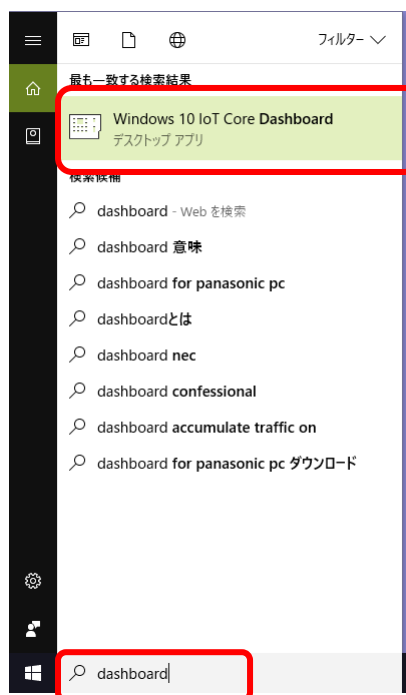 フィルター
最も一致する検索結果
Windows 10 IoT Core Dashboard
デスクトップ アプリ
検索候補
dashboard - Web を検索
dashboard 意味
dashboard for panasonic pc
dashboardとは
dashboard nec
dashboard confessional
dashboard accumulate traffic on
dashboard for panasonic pc ダウンロード
dashboard